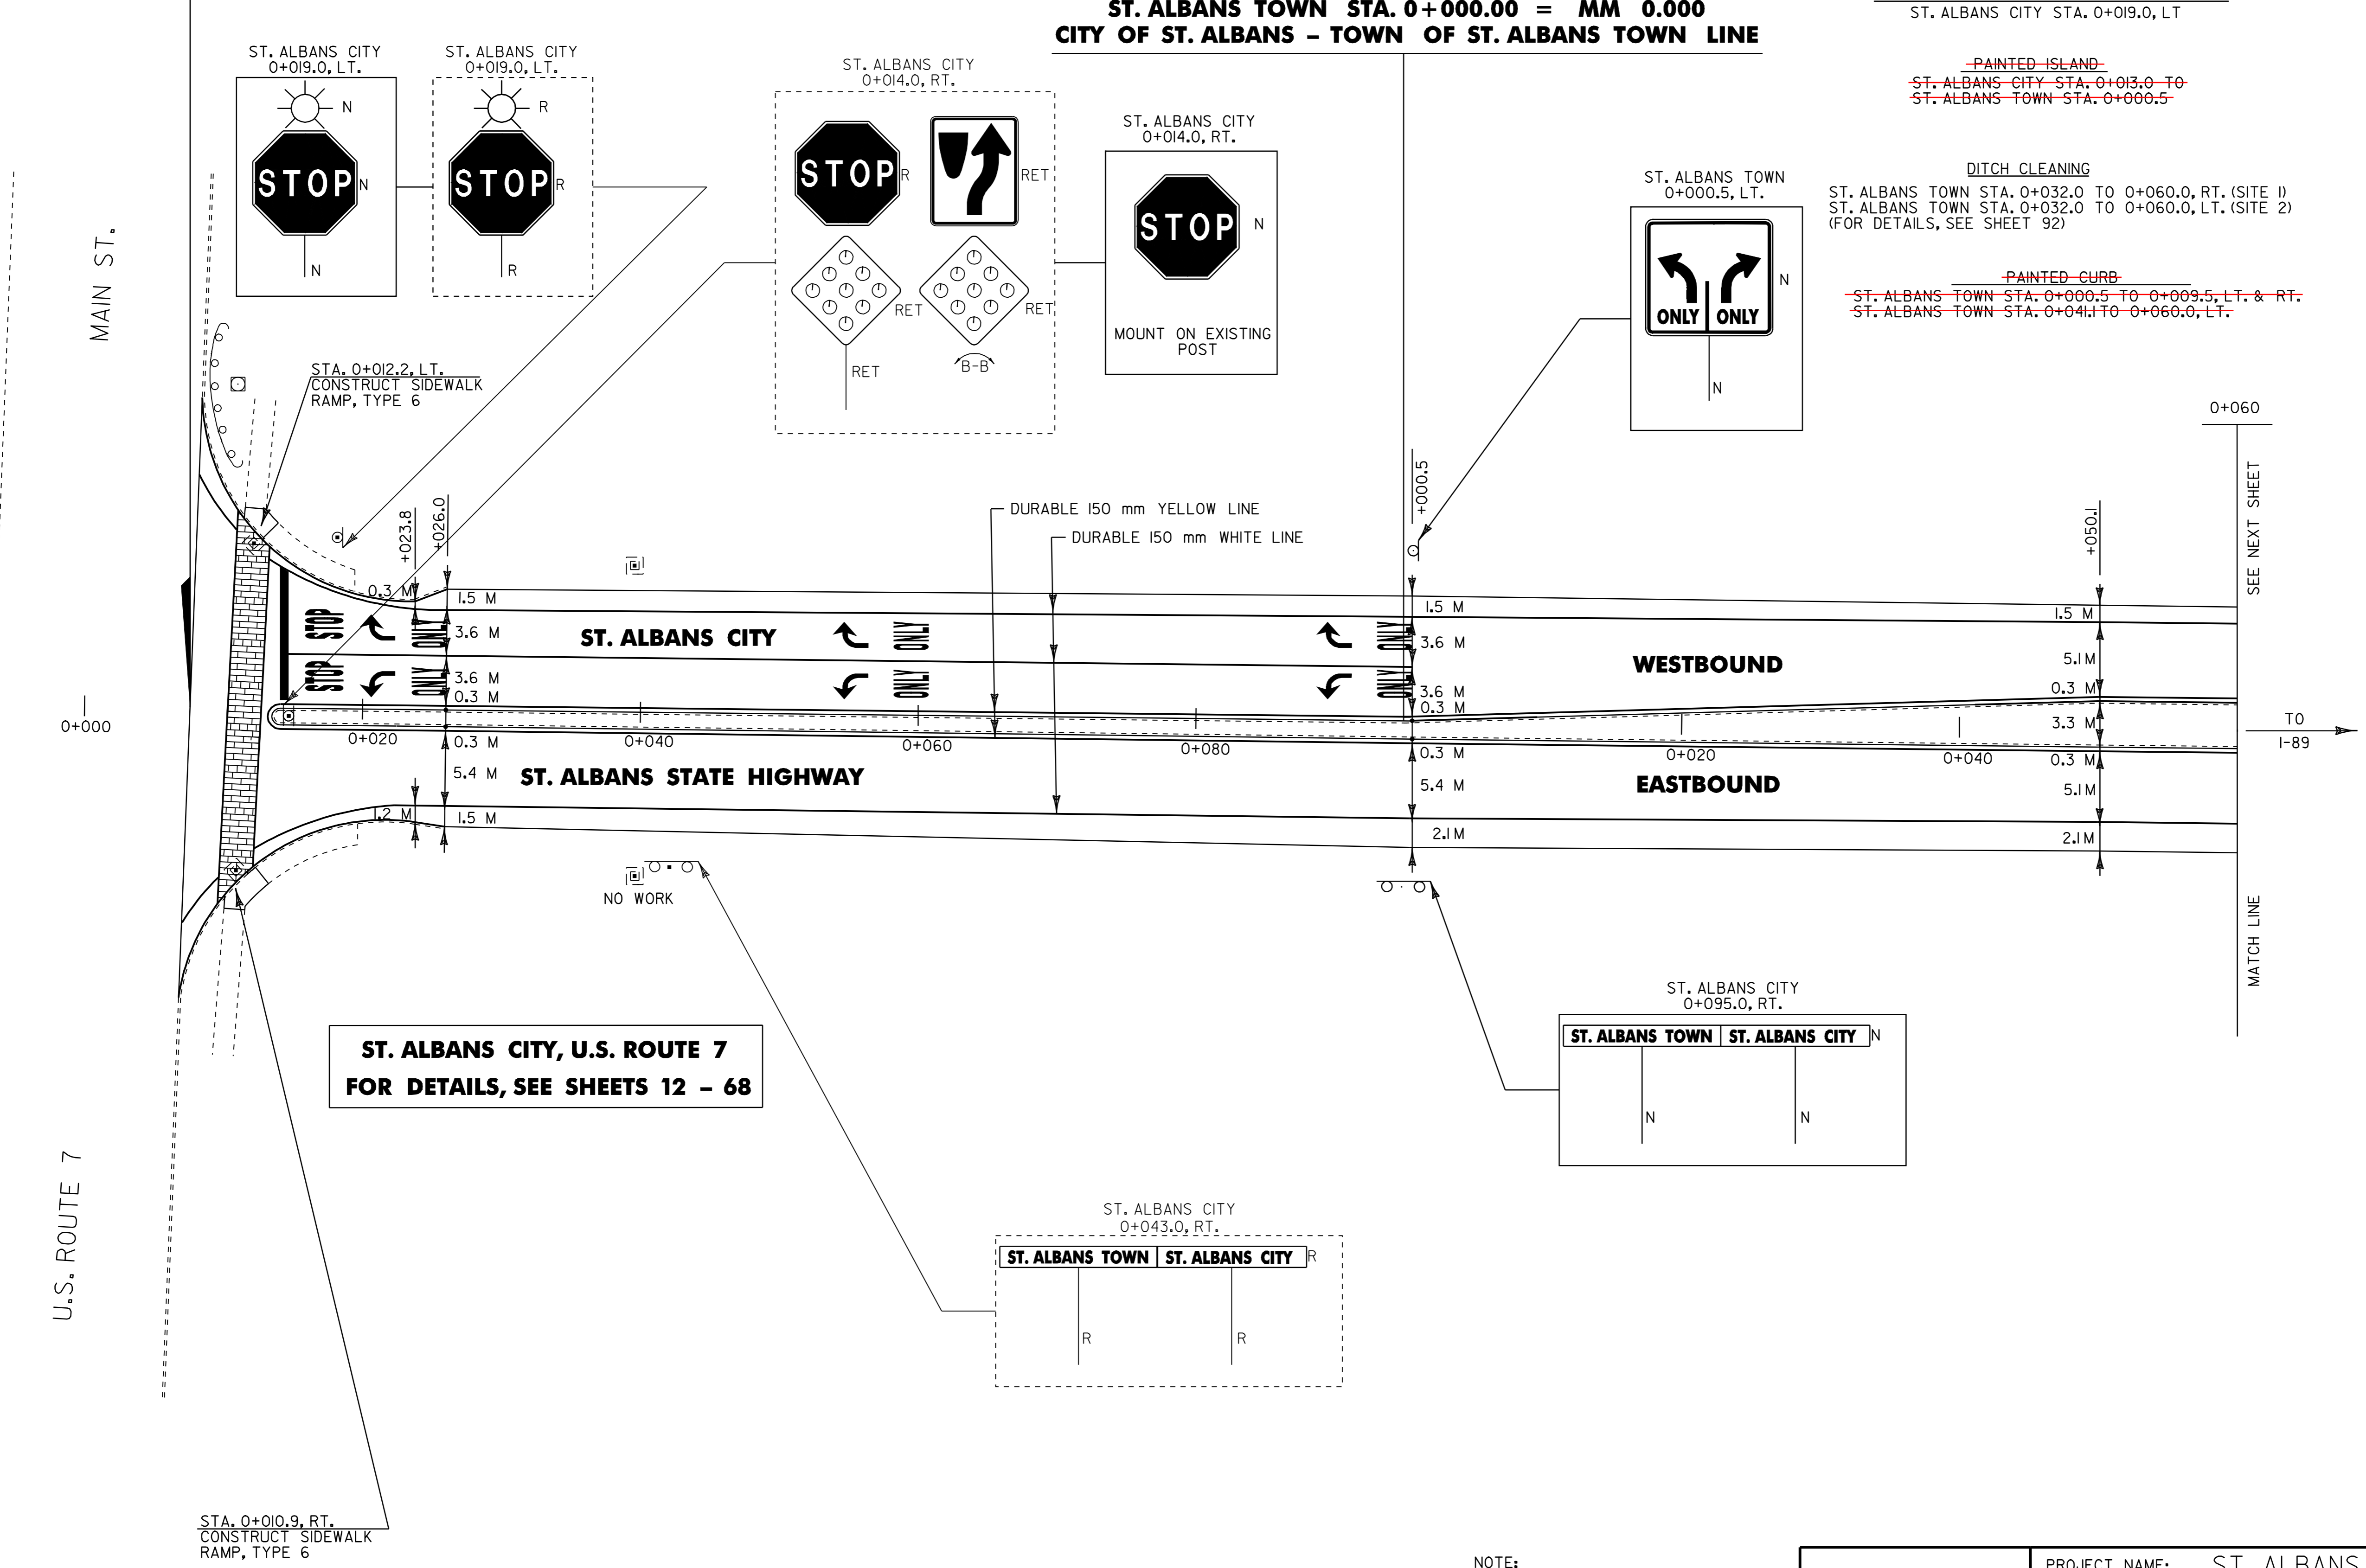 ST. ALBANS TOWN STA. 0+000.00 = MM 0.000
CITY OF ST. ALBANS – TOWN OF ST. ALBANS TOWN LINE
ST. ALBANS CITY STA. 0+019.0, LT
PAINTED ISLAND
ST. ALBANS CITY STA. 0+013.0 TO
ST. ALBANS TOWN STA. 0+000.5
DITCH CLEANING
ST. ALBANS TOWN STA. 0+032.0 TO 0+060.0, RT. (SITE 1)
ST. ALBANS TOWN STA. 0+032.0 TO 0+060.0, LT. (SITE 2)
(FOR DETAILS, SEE SHEET 92)
PAINTED CURB
ST. ALBANS TOWN STA. 0+000.5 TO 0+009.5, LT. & RT.
ST. ALBANS TOWN STA. 0+041.1 TO 0+060.0, LT.
ST. ALBANS CITY
0+019.0, LT.
N
STOP N
N
ST. ALBANS CITY
0+019.0, LT.
R
STOP R
R
ST. ALBANS CITY
0+014.0, RT.
STOP R
RET
RET
RET
RET
B-B
ST. ALBANS CITY
0+014.0, RT.
STOP N
MOUNT ON EXISTING
POST
ST. ALBANS TOWN
0+000.5, LT.
ONLY ONLY
N
N
MAIN ST.
STA. 0+012.2, LT.
CONSTRUCT SIDEWALK
RAMP, TYPE 6
+023.8
+026.0
DURABLE 150 mm YELLOW LINE
DURABLE 150 mm WHITE LINE
+000.5
+050.1
0+060
SEE NEXT SHEET
MATCH LINE
0.3 M
1.5 M
1.5 M
1.5 M
STOP
ONLY
3.6 M
ST. ALBANS CITY
ONLY
ONLY
3.6 M
WESTBOUND
5.1 M
STOP
ONLY
3.6 M
0.3 M
ONLY
ONLY
3.6 M
0.3 M
0.3 M
3.3 M
0+000
0+020
0+040
0+060
0+080
0+020
0+040
TO
I-89
0.3 M
0.3 M
0.3 M
5.4 M
ST. ALBANS STATE HIGHWAY
5.4 M
EASTBOUND
5.1 M
1.2 M
1.5 M
2.1 M
2.1 M
NO WORK
ST. ALBANS CITY
0+095.0, RT.
ST. ALBANS TOWN ST. ALBANS CITY N
N N
ST. ALBANS CITY, U.S. ROUTE 7
FOR DETAILS, SEE SHEETS 12 – 68
U.S. ROUTE 7
ST. ALBANS CITY
0+043.0, RT.
ST. ALBANS TOWN ST. ALBANS CITY R
R R
STA. 0+010.9, RT.
CONSTRUCT SIDEWALK
RAMP, TYPE 6
NOTE:
PROJECT NAME: ST. ALBANS